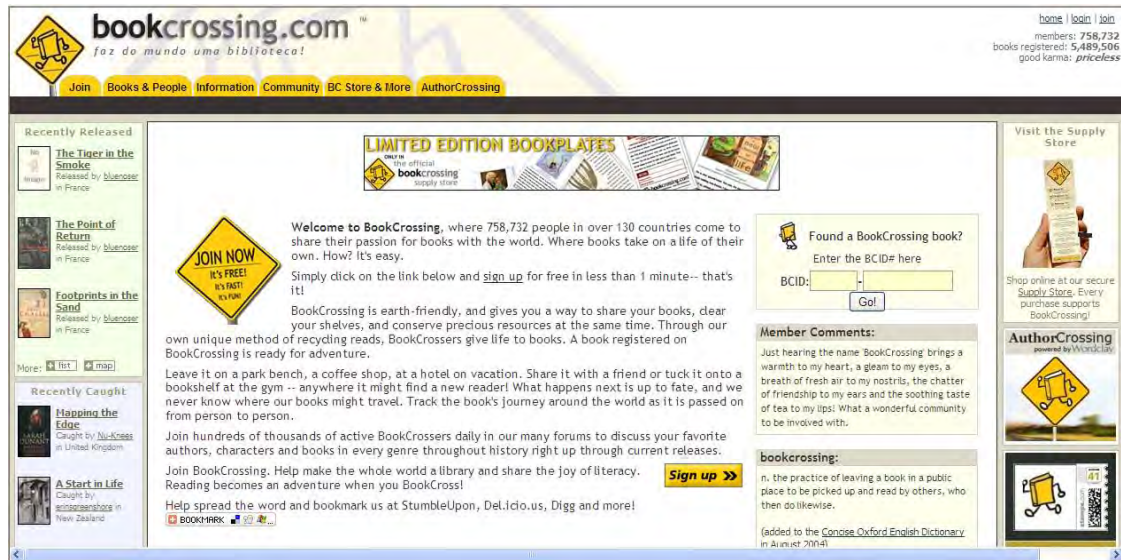 bookcrossing.com ™
faz do mundo uma biblioteca!
home | login | join
members: 758,732
books registered: 5,489,506
good karma: priceless
Join Books & People Information Community BC Store & More AuthorCrossing
Recently Released
The Tiger in the
Smoke
Released by bluenoser
in France
The Point of
Return
Released by bluenoser
in France
Footprints in the
Sand
Released by bluenoser
in France
More: list map
Recently Caught
Mapping the
Edge
Caught by Nu-Knees
in United Kingdom
SARAH
DUNANT
A Start in Life
Caught by
erinsgreenshore in
New Zealand
LIMITED EDITION BOOKPLATES
ONLY IN
the official
bookcrossing
supply store
JOIN NOW
It's FREE!
It's FAST!
It's FUN!
Welcome to BookCrossing, where 758,732 people in over 130 countries come to
share their passion for books with the world. Where books take on a life of their
own. How? It's easy.
Simply click on the link below and sign up for free in less than 1 minute-- that's
it!
BookCrossing is earth-friendly, and gives you a way to share your books, clear
your shelves, and conserve precious resources at the same time. Through our
own unique method of recycling reads, BookCrossers give life to books. A book registered on
BookCrossing is ready for adventure.
Leave it on a park bench, a coffee shop, at a hotel on vacation. Share it with a friend or tuck it onto a
bookshelf at the gym -- anywhere it might find a new reader! What happens next is up to fate, and we
never know where our books might travel. Track the book's journey around the world as it is passed on
from person to person.
Join hundreds of thousands of active BookCrossers daily in our many forums to discuss your favorite
authors, characters and books in every genre throughout history right up through current releases.
Join BookCrossing. Help make the whole world a library and share the joy of literacy.
Reading becomes an adventure when you BookCross!
Sign up »
Help spread the word and bookmark us at StumbleUpon, Del.icio.us, Digg and more!
BOOKMARK
Found a BookCrossing book?
Enter the BCID# here
BCID: -
Go!
Member Comments:
Just hearing the name 'BookCrossing' brings a
warmth to my heart, a gleam to my eyes, a
breath of fresh air to my nostrils, the chatter
of friendship to my ears and the soothing taste
of tea to my lips! What a wonderful community
to be involved with.
bookcrossing:
n. the practice of leaving a book in a public
place to be picked up and read by others, who
then do likewise.
(added to the Concise Oxford English Dictionary
in August 2004)
Visit the Supply
Store
Shop online at our secure
Supply Store. Every
purchase supports
BookCrossing!
AuthorCrossing
powered by Wordclay
41